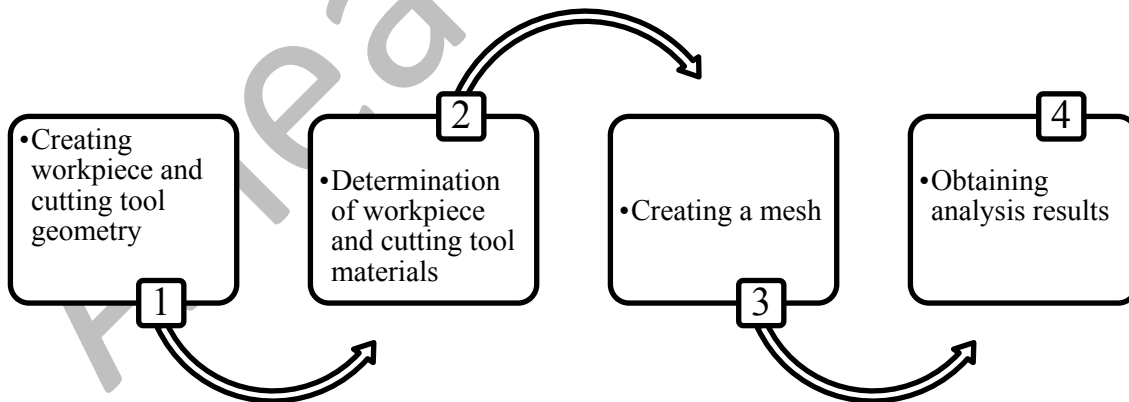 •Creating
workpiece and
cutting tool
geometry
1
2
•Determination
of workpiece
and cutting tool
materials
•Creating a mesh
3
4
•Obtaining
analysis results